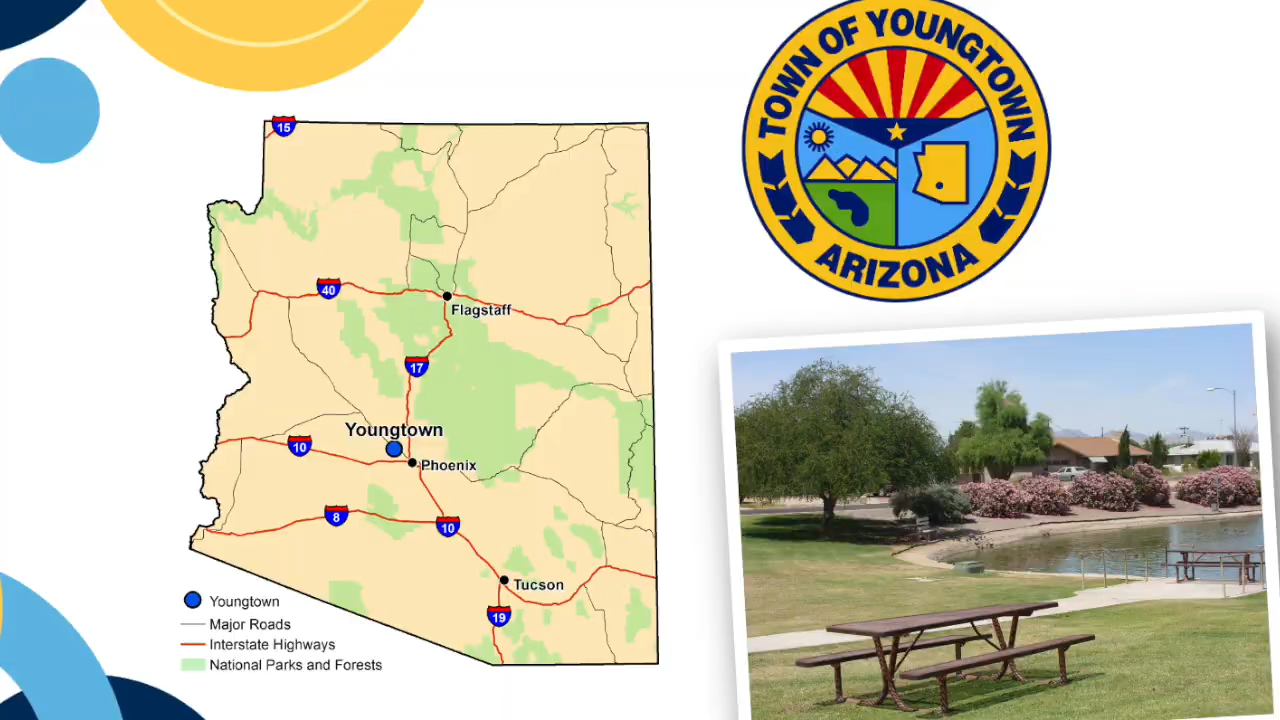 TOWN OF YOUNGTOWN
ARIZONA
15
40
Flagstaff
17
Youngtown
10
Phoenix
8
10
Tucson
19
Youngtown
Major Roads
Interstate Highways
National Parks and Forests